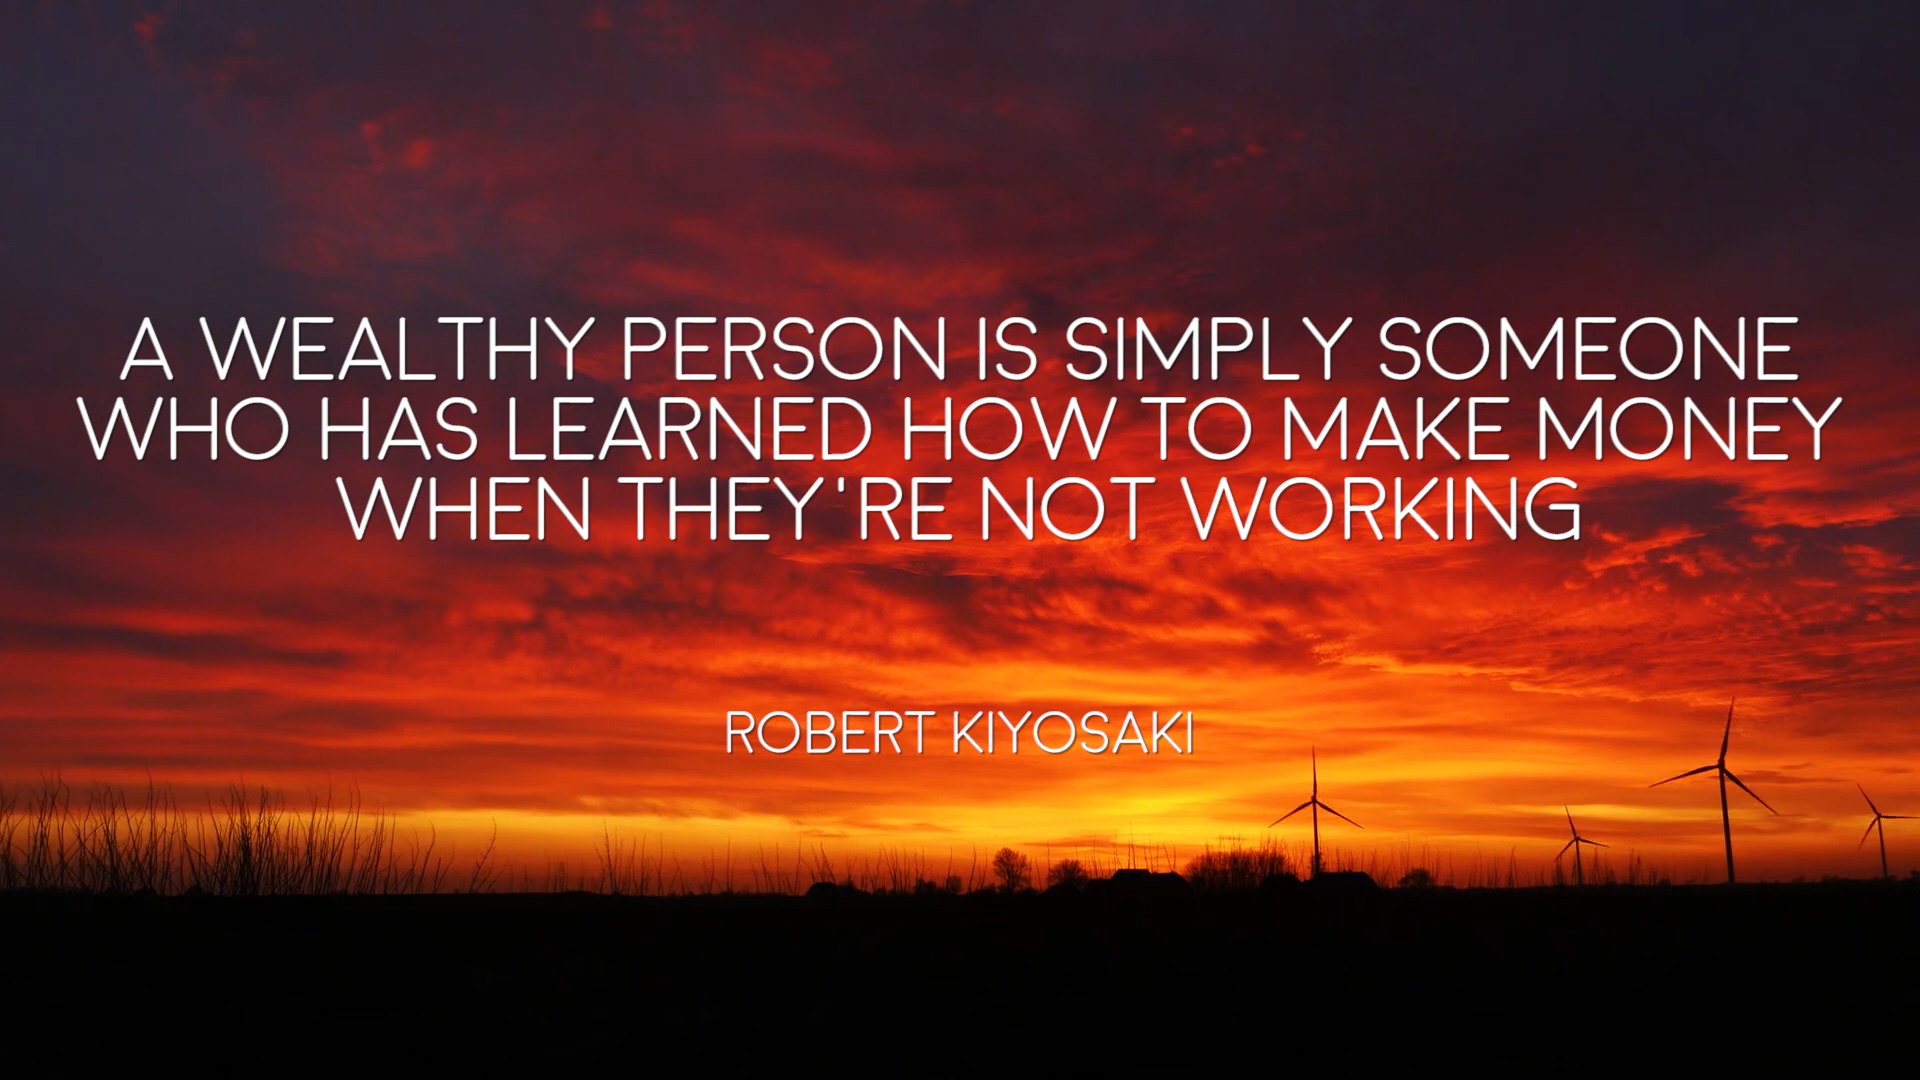 A WEALTHY PERSON IS SIMPLY SOMEONE
WHO HAS LEARNED HOW TO MAKE MONEY
WHEN THEY'RE NOT WORKING
ROBERT KIYOSAKI